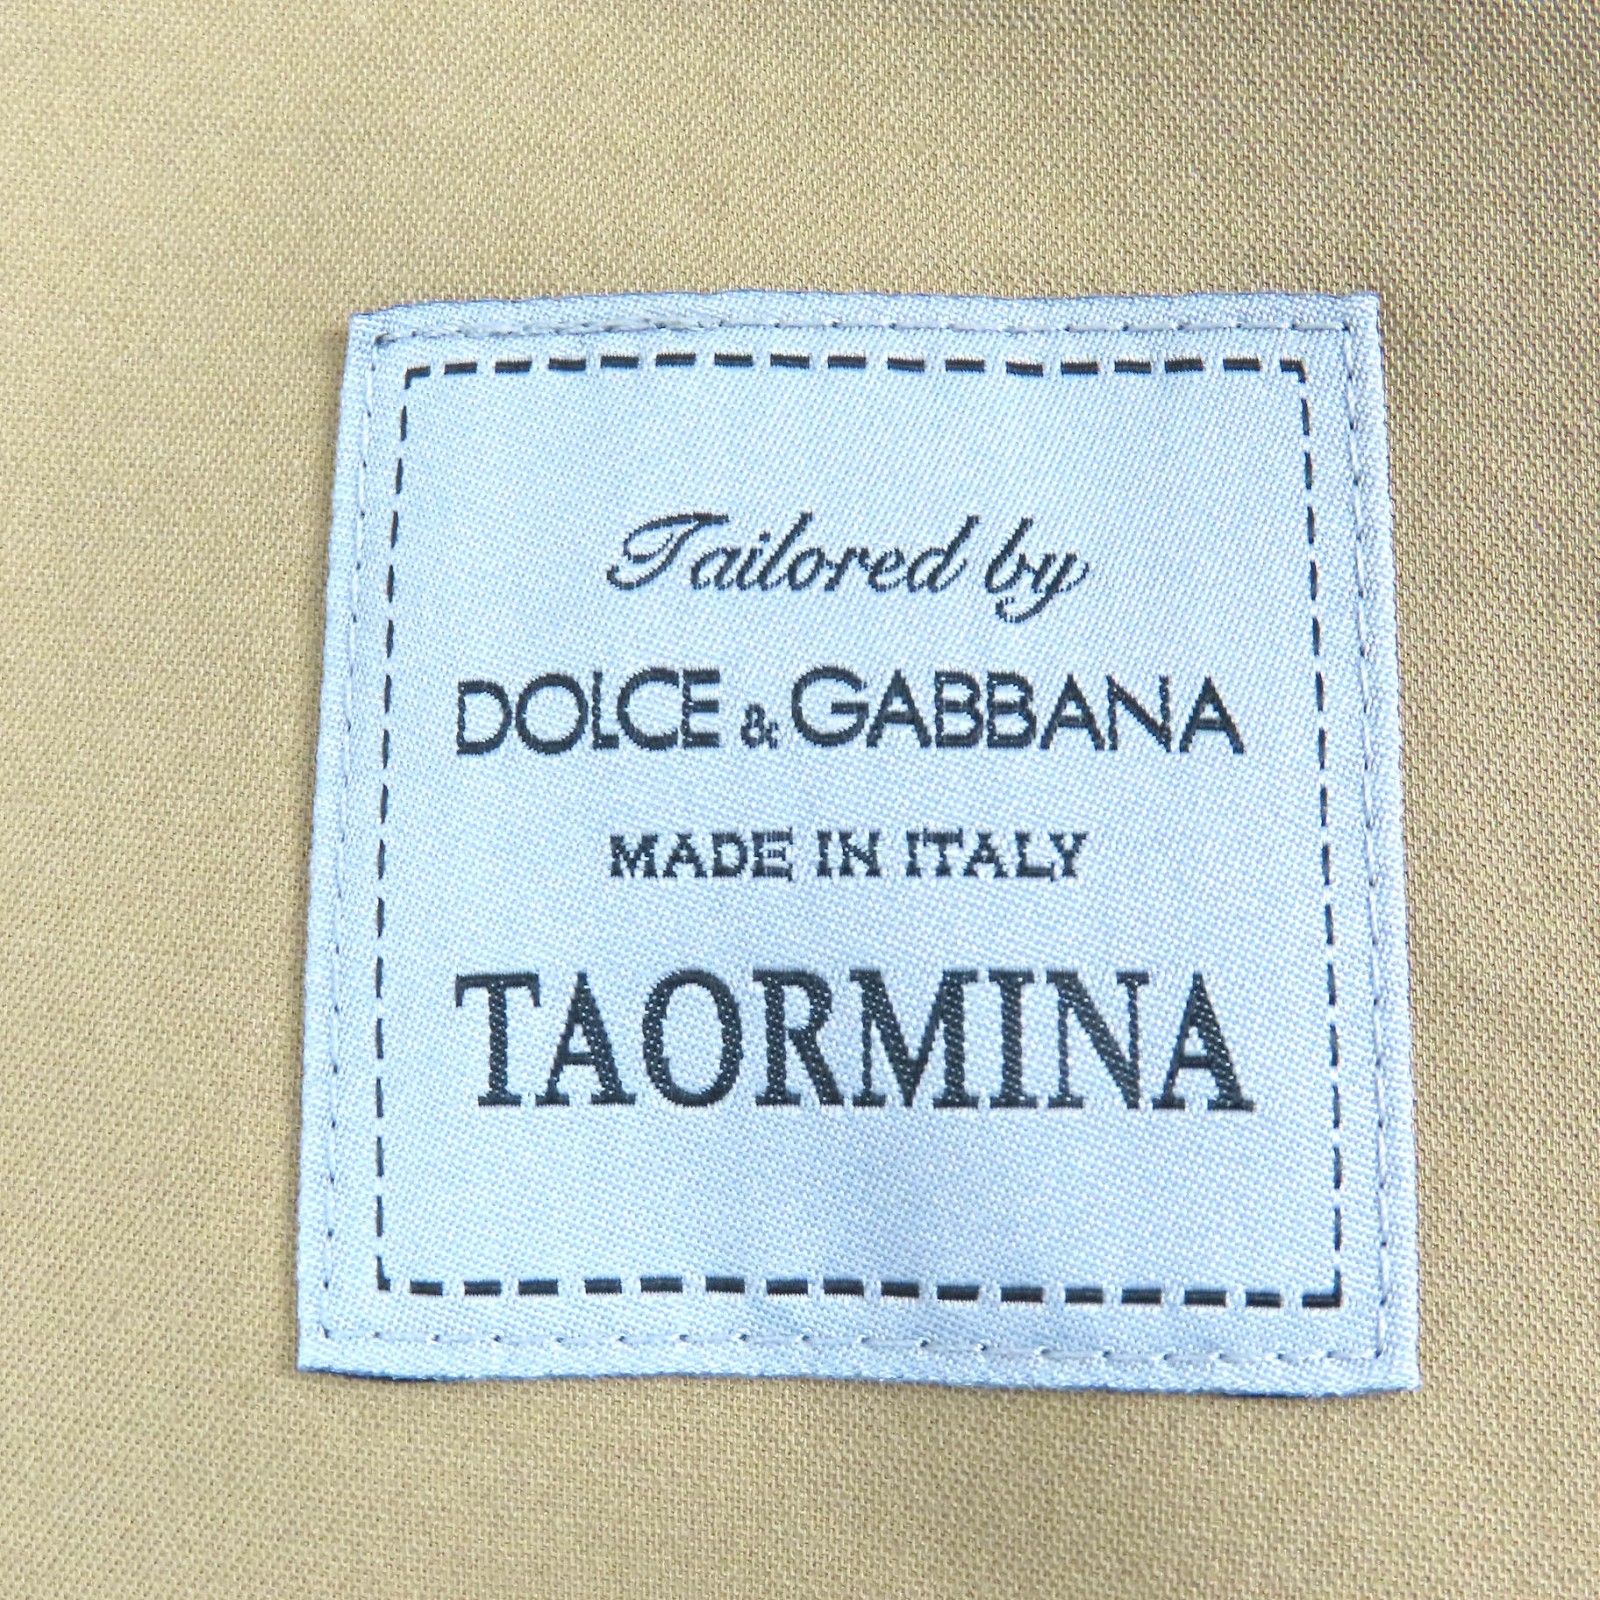 Tailored by
DOLCE & GABBANA
MADE IN ITALY
TAORMINA